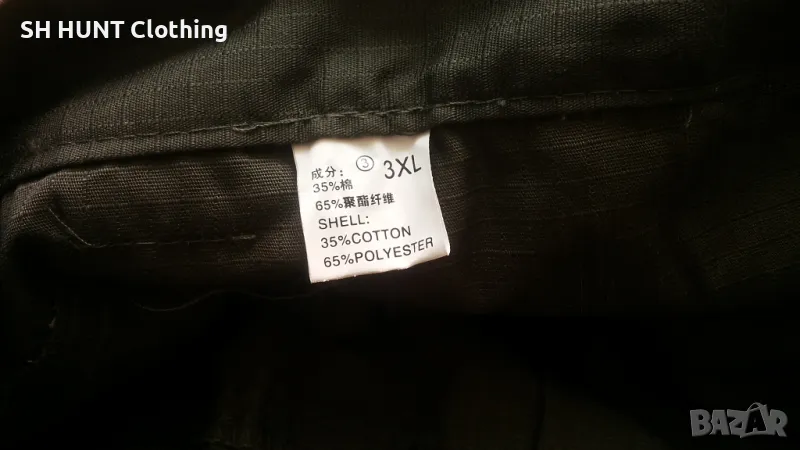 SH HUNT Clothing
成分: ③ 3XL
35%棉
65%聚酯纤维
SHELL:
35%COTTON
65%POLYESTER
BAZAR